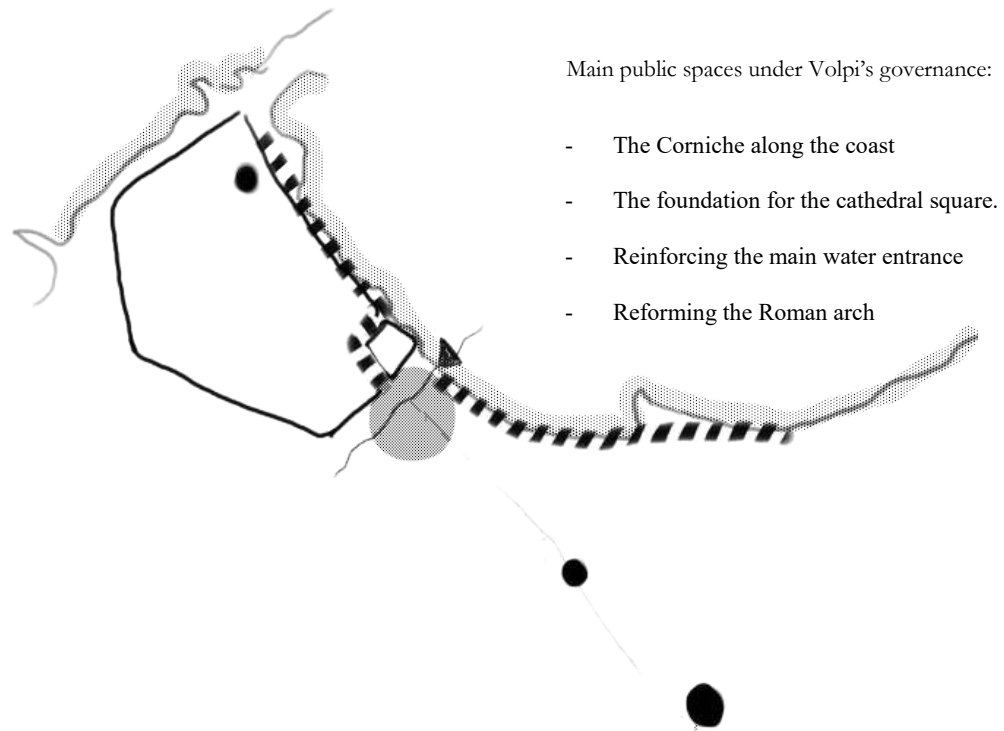 Main public spaces under Volpi’s governance:
- The Corniche along the coast
- The foundation for the cathedral square.
- Reinforcing the main water entrance
- Reforming the Roman arch